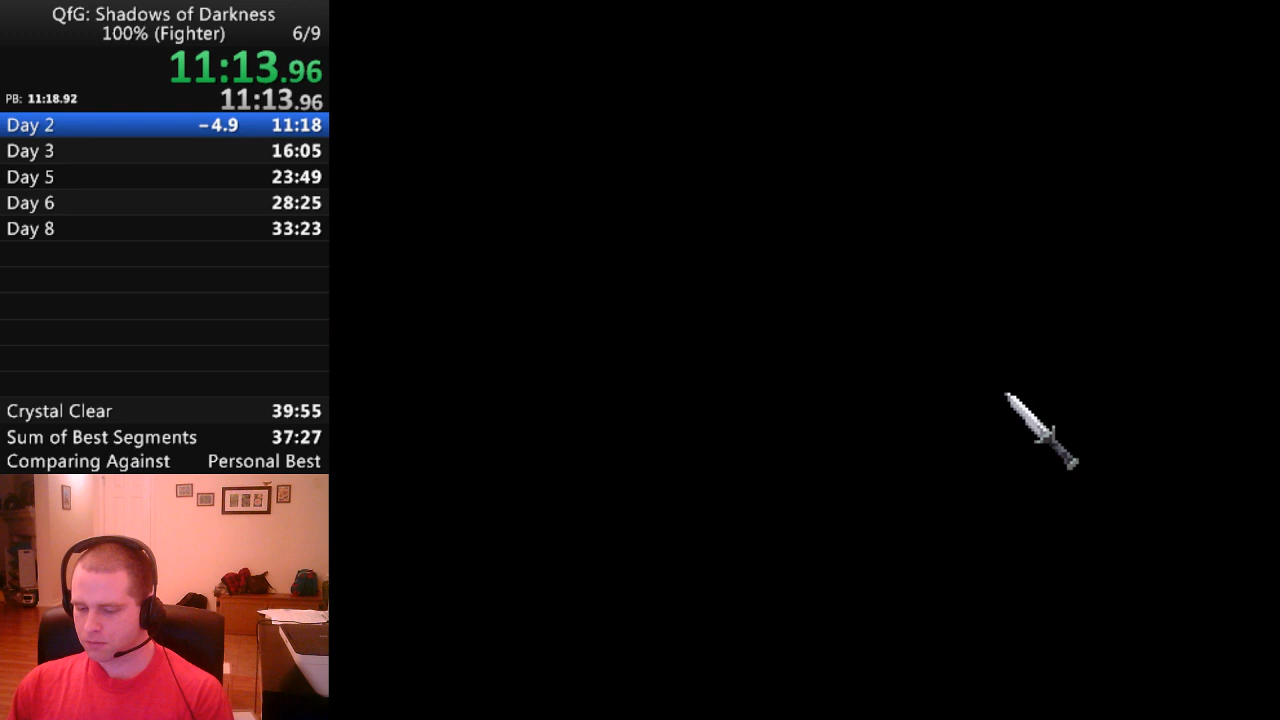 QfG: Shadows of Darkness
100% (Fighter) 6/9
11:13.96
PB: 11:18.92 11:13.96
Day 2 -4.9 11:18
Day 3 16:05
Day 5 23:49
Day 6 28:25
Day 8 33:23
Crystal Clear 39:55
Sum of Best Segments 37:27
Comparing Against Personal Best